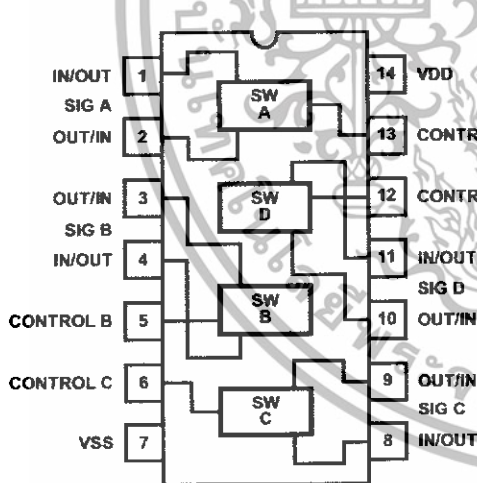 IN/OUT 1
SIG A
OUT/IN 2
OUT/IN 3
SIG B
IN/OUT 4
CONTROL B 5
CONTROL C 6
VSS 7
SW
A
SW
D
SW
B
SW
C
14 VDD
13 CONTR
12 CONTR
11 IN/OUT
SIG D
10 OUT/IN
9 OUT/IN
SIG C
8 IN/OUT